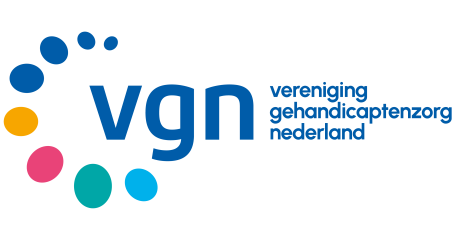 vgn
vereniging
gehandicaptenzorg
nederland